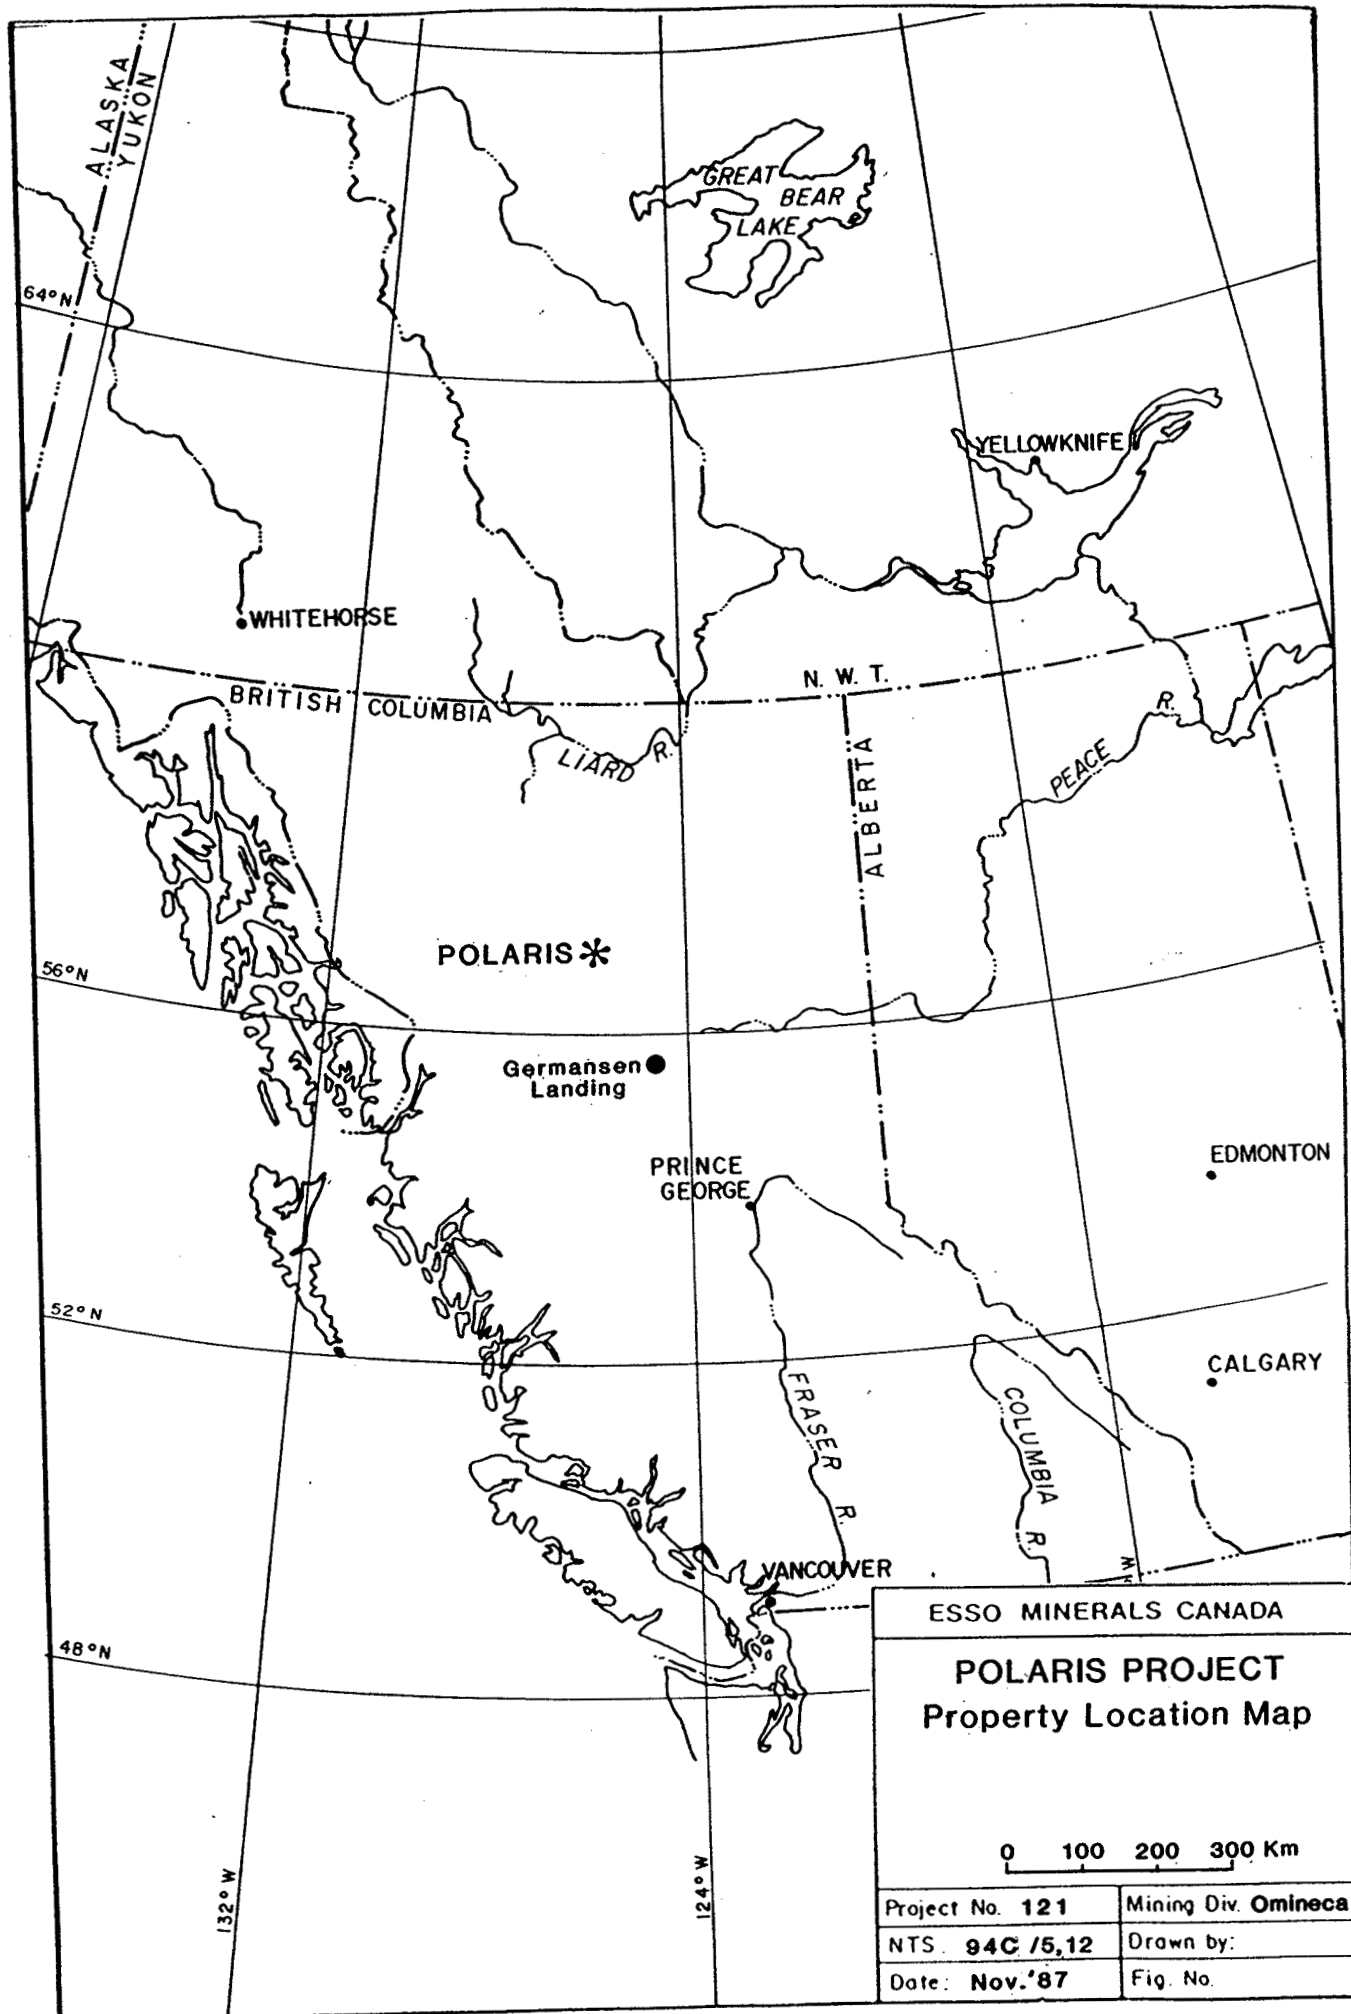 ALASKA
YUKON
GREAT
BEAR
LAKE
64°N
YELLOWKNIFE
WHITEHORSE
N. W. T.
BRITISH COLUMBIA
LIARD R.
PEACE R.
ALBERTA
POLARIS
56°N
Germansen
Landing
PRINCE
GEORGE
EDMONTON
52°N
CALGARY
FRASER R.
COLUMBIA R.
VANCOUVER
48°N
132°W
124°W
ESSO MINERALS CANADA
POLARIS PROJECT
Property Location Map
0 100 200 300 Km
Project No. 121
Mining Div. Omineca
NTS. 94C /5,12
Drawn by:
Date: Nov.'87
Fig. No.